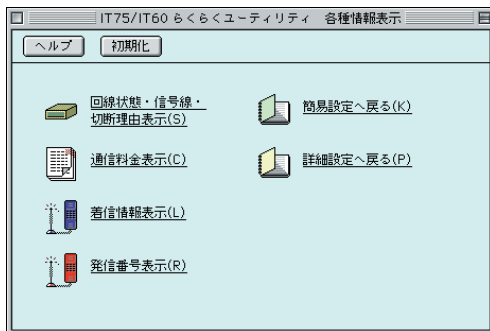 IT75/IT60 らくらくユーティリティ 各種情報表示
ヘルプ 初期化
回線状態・信号線・
切断理由表示(S)
通信料金表示(C)
着信情報表示(L)
発信番号表示(R)
簡易設定へ戻る(K)
詳細設定へ戻る(P)